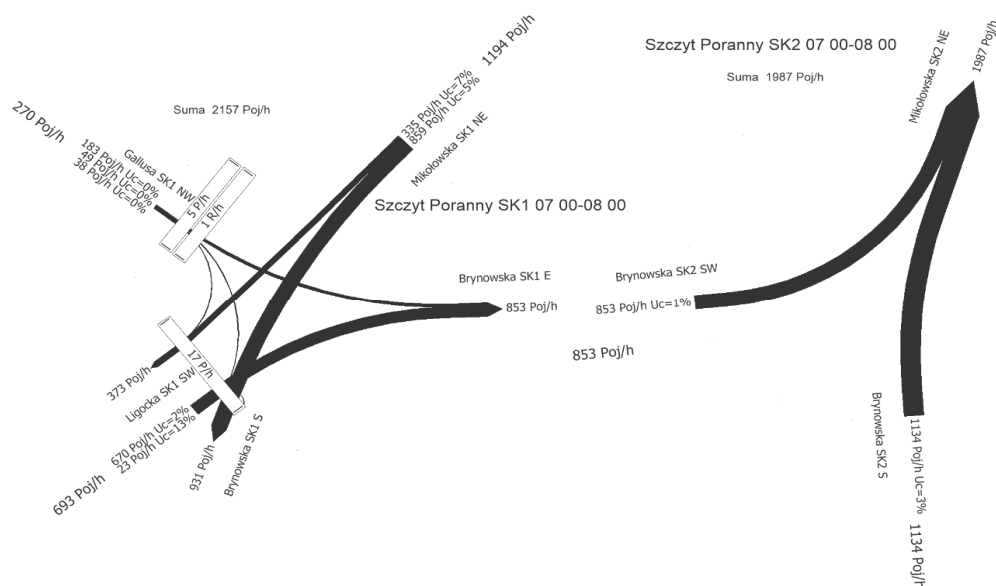 1194 Poj/h
335 Poj/h Uc=7%
859 Poj/h Uc=5%
Mikołowska SK1 NE
Suma 2157 Poj/h
270 Poj/h
183 Poj/h Uc=0%
49 Poj/h Uc=0%
38 Poj/h Uc=0%
Gallusa SK1 NW
5 P/h
1 R/h
Szczyt Poranny SK1 07 00-08 00
Brynowska SK1 E
853 Poj/h
373 Poj/h
17 P/h
Ligocka SK1 SW
670 Poj/h Uc=2%
23 Poj/h Uc=13%
693 Poj/h
931 Poj/h
Brynowska SK1 S
Szczyt Poranny SK2 07 00-08 00
Suma 1987 Poj/h
Mikołowska SK2 NE
1987 Poj/h
Brynowska SK2 SW
853 Poj/h Uc=1%
853 Poj/h
Brynowska SK2 S
1134 Poj/h Uc=3%
1134 Poj/h